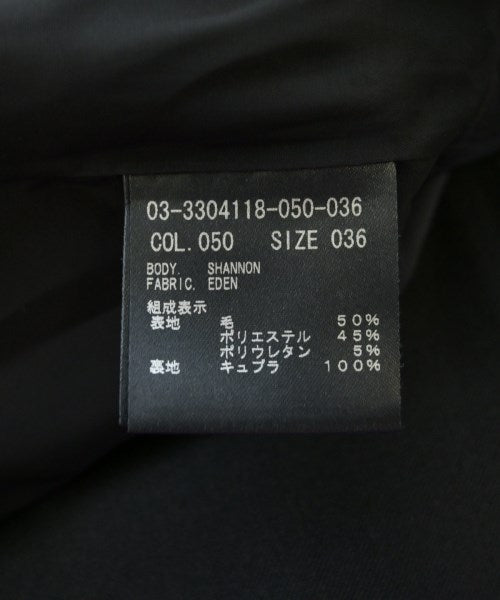 03-3304118-050-036
COL.050 SIZE 036
BODY. SHANNON
FABRIC. EDEN
組成表示
表地 毛 50%
ポリエステル 45%
ポリウレタン 5%
裏地 キュプラ 100%